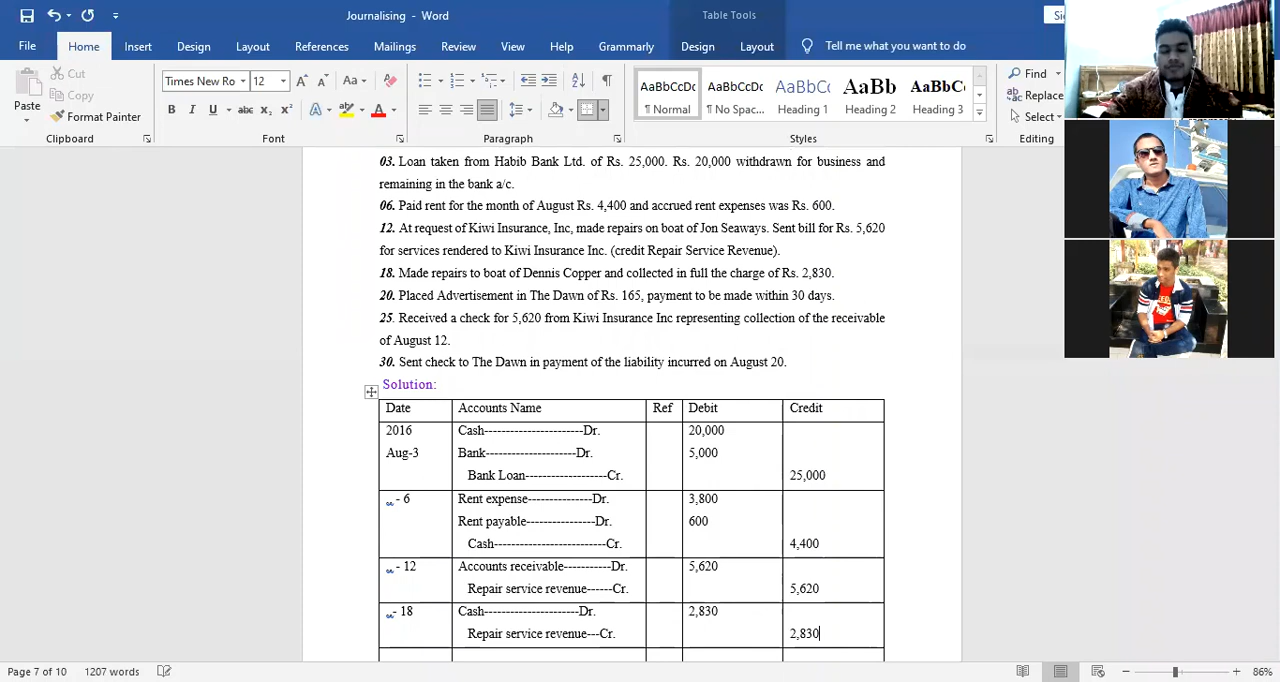 Journalising - Word
Table Tools
File Home Insert Design Layout References Mailings Review View Help Grammarly Design Layout Tell me what you want to do
Paste Cut Copy Format Painter Clipboard
Times New Ro 12 Aa
B I U abc x₂ x² A A
Font Paragraph
AaBbCcDc AaBbCcDc AaBbCc AaBb AaBbCc
¶ Normal ¶ No Spac... Heading 1 Heading 2 Heading 3
Styles
Find
Replace
Select
Editing
03. Loan taken from Habib Bank Ltd. of Rs. 25,000. Rs. 20,000 withdrawn for business and
remaining in the bank a/c.
06. Paid rent for the month of August Rs. 4,400 and accrued rent expenses was Rs. 600.
12. At request of Kiwi Insurance, Inc, made repairs on boat of Jon Seaways. Sent bill for Rs. 5,620
for services rendered to Kiwi Insurance Inc. (credit Repair Service Revenue).
18. Made repairs to boat of Dennis Copper and collected in full the charge of Rs. 2,830.
20. Placed Advertisement in The Dawn of Rs. 165, payment to be made within 30 days.
25. Received a check for 5,620 from Kiwi Insurance Inc representing collection of the receivable
of August 12.
30. Sent check to The Dawn in payment of the liability incurred on August 20.
Solution:
Date Accounts Name Ref Debit Credit
2016 Cash-----------------------Dr. 20,000
Aug-3 Bank---------------------Dr. 5,000
Bank Loan-------------------Cr. 25,000
„ - 6 Rent expense---------------Dr. 3,800
Rent payable----------------Dr. 600
Cash--------------------------Cr. 4,400
„ - 12 Accounts receivable-----------Dr. 5,620
Repair service revenue------Cr. 5,620
„ - 18 Cash----------------------Dr. 2,830
Repair service revenue---Cr. 2,830
Page 7 of 10 1207 words 86%